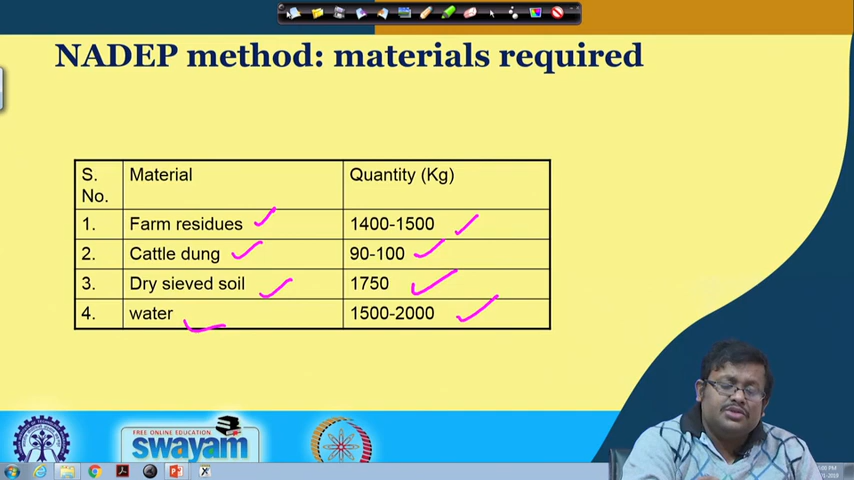 NADEP method: materials required
S. No.
Material
Quantity (Kg)
1.
Farm residues
1400-1500
2.
Cattle dung
90-100
3.
Dry sieved soil
1750
4.
water
1500-2000
FREE ONLINE EDUCATION
swayam